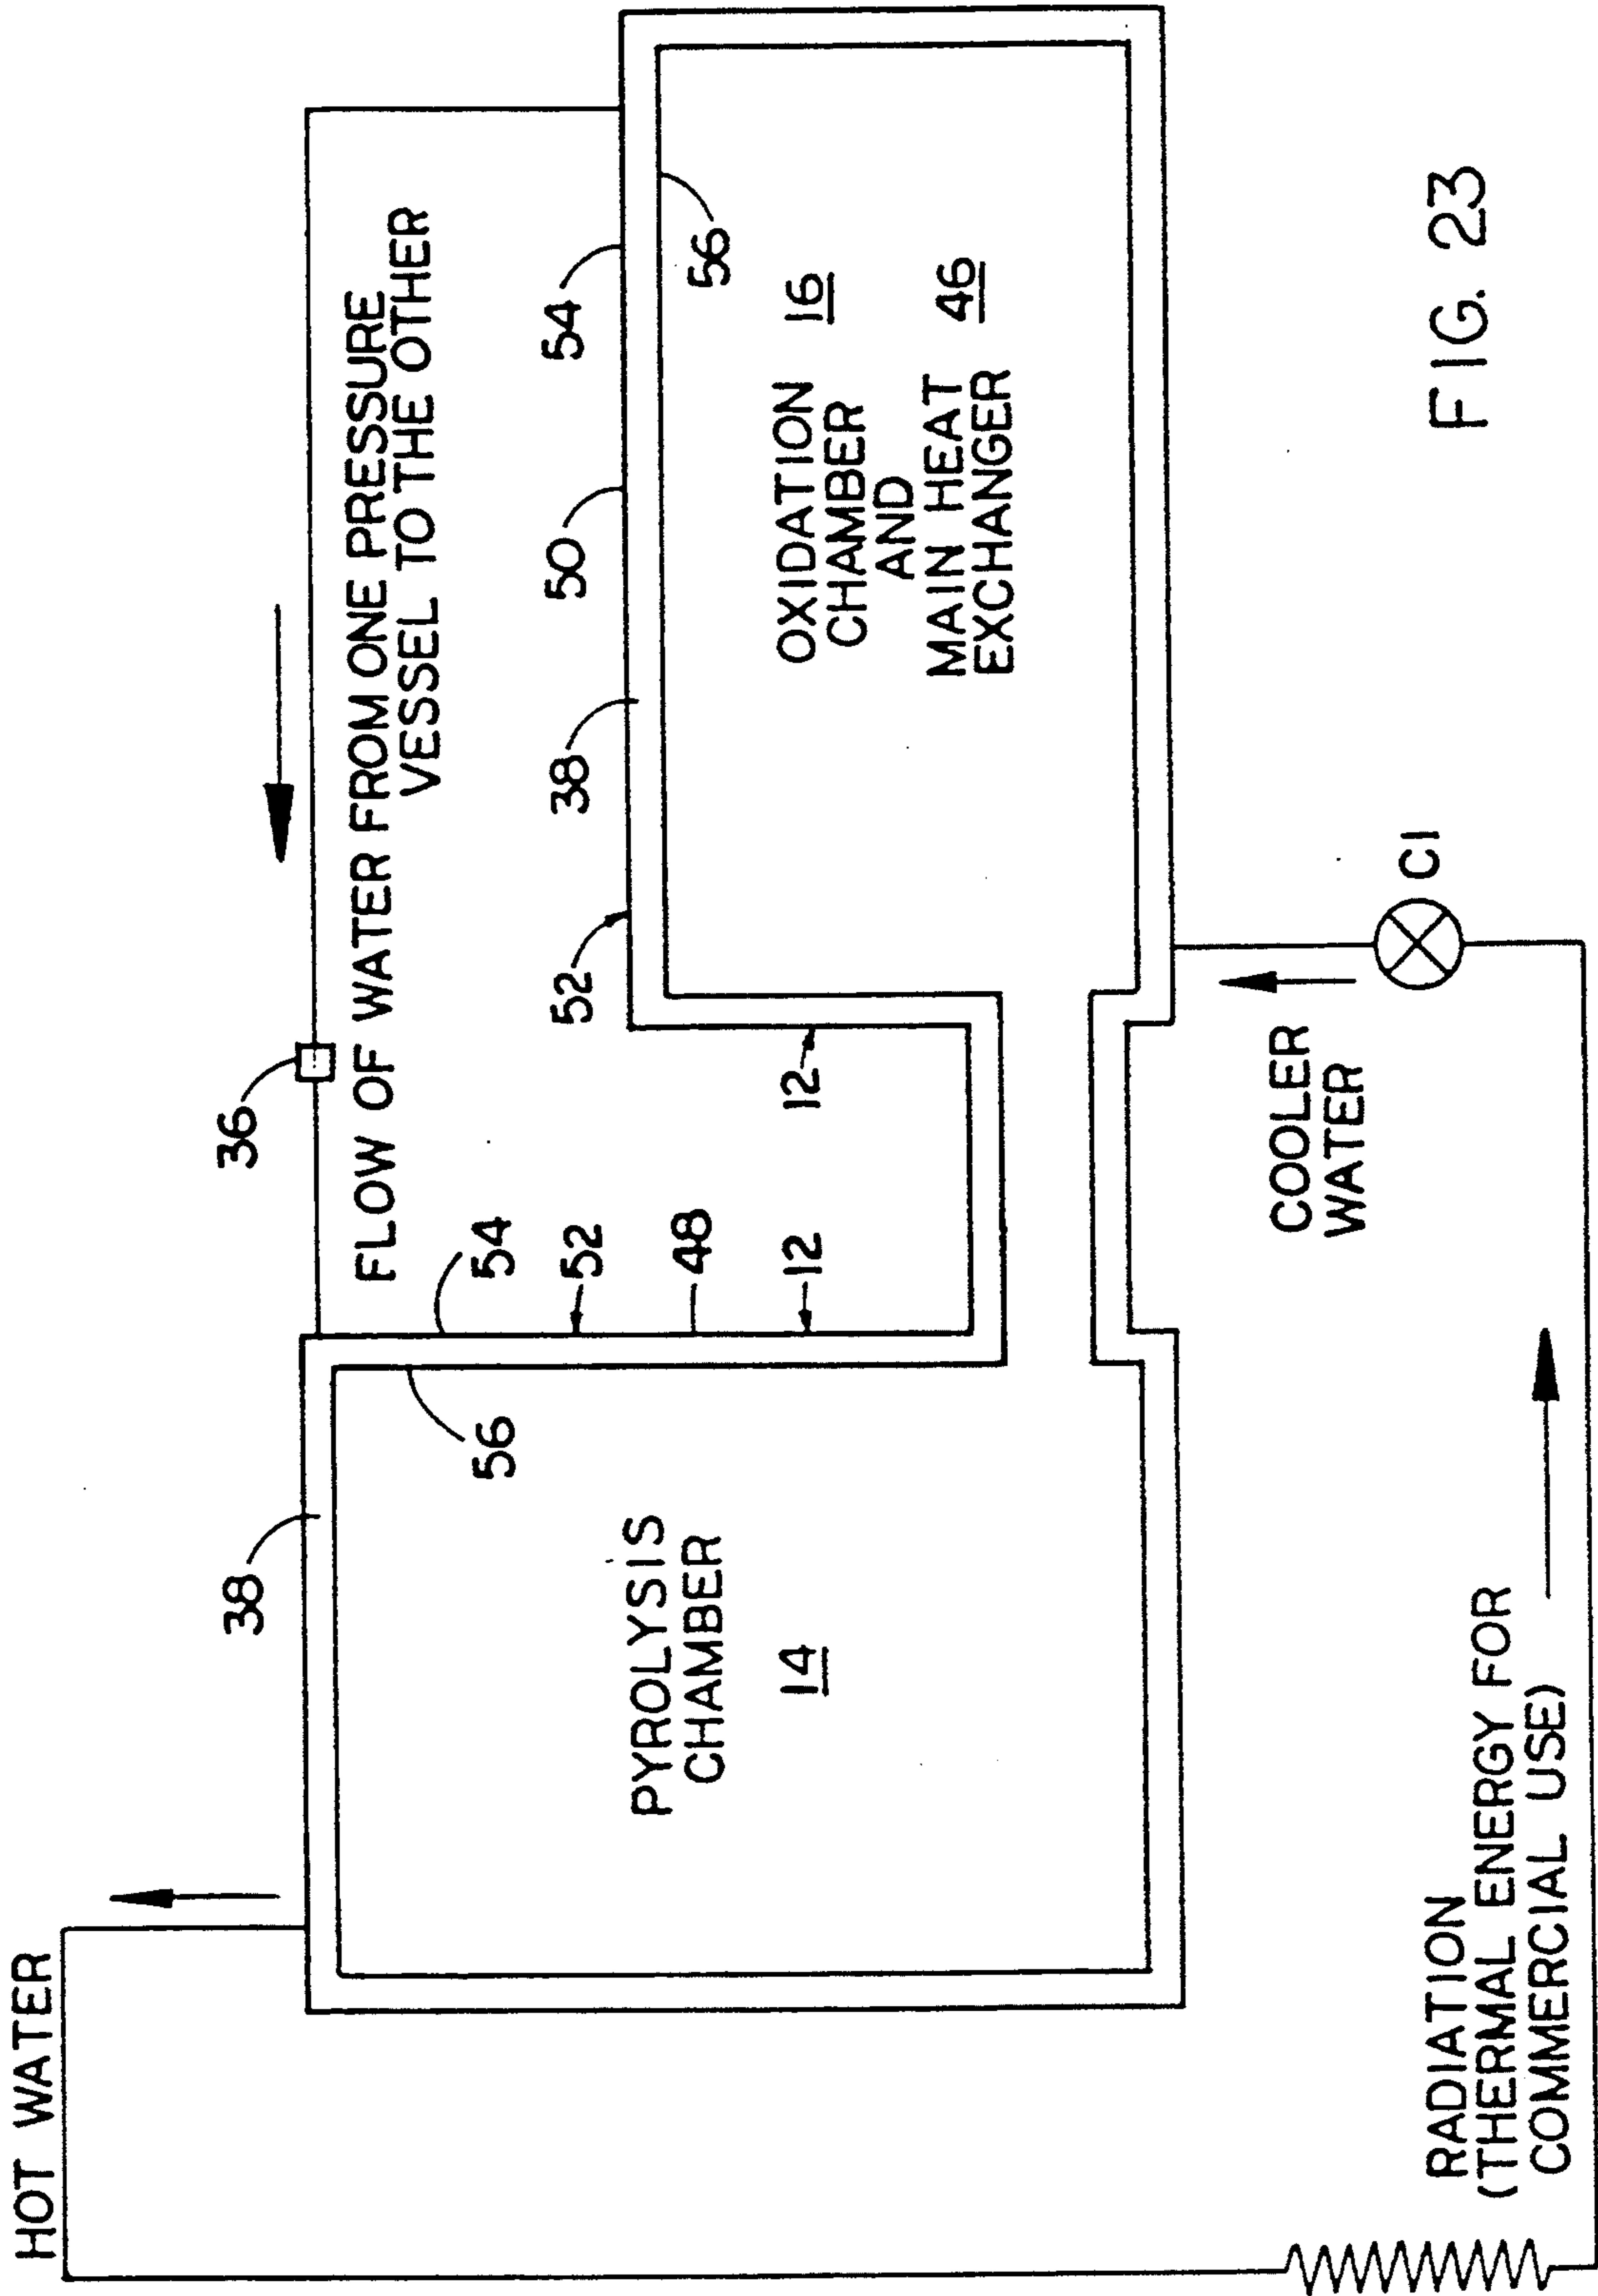 HOT WATER
36
FLOW OF WATER FROM ONE PRESSURE
VESSEL TO THE OTHER
38
54
52
48
12
56
PYROLYSIS
CHAMBER
14
52
38
50
54
56
12
OXIDATION
CHAMBER
AND
MAIN HEAT
EXCHANGER
16
46
COOLER
WATER
C1
RADIATION
(THERMAL ENERGY FOR
COMMERCIAL USE)
FIG. 23